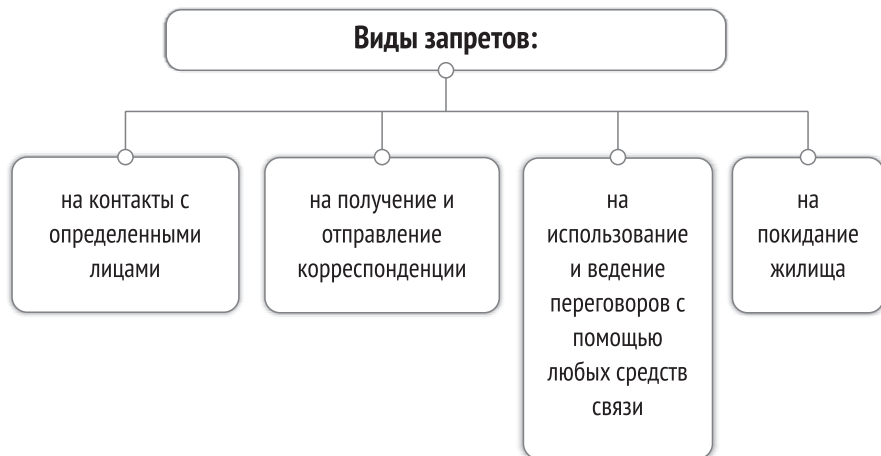 Виды запретов:
на контакты с
определенными
лицами
на получение и
отправление
корреспонденции
на
использование
и ведение
переговоров с
помощью
любых средств
связи
на
покидание
жилища